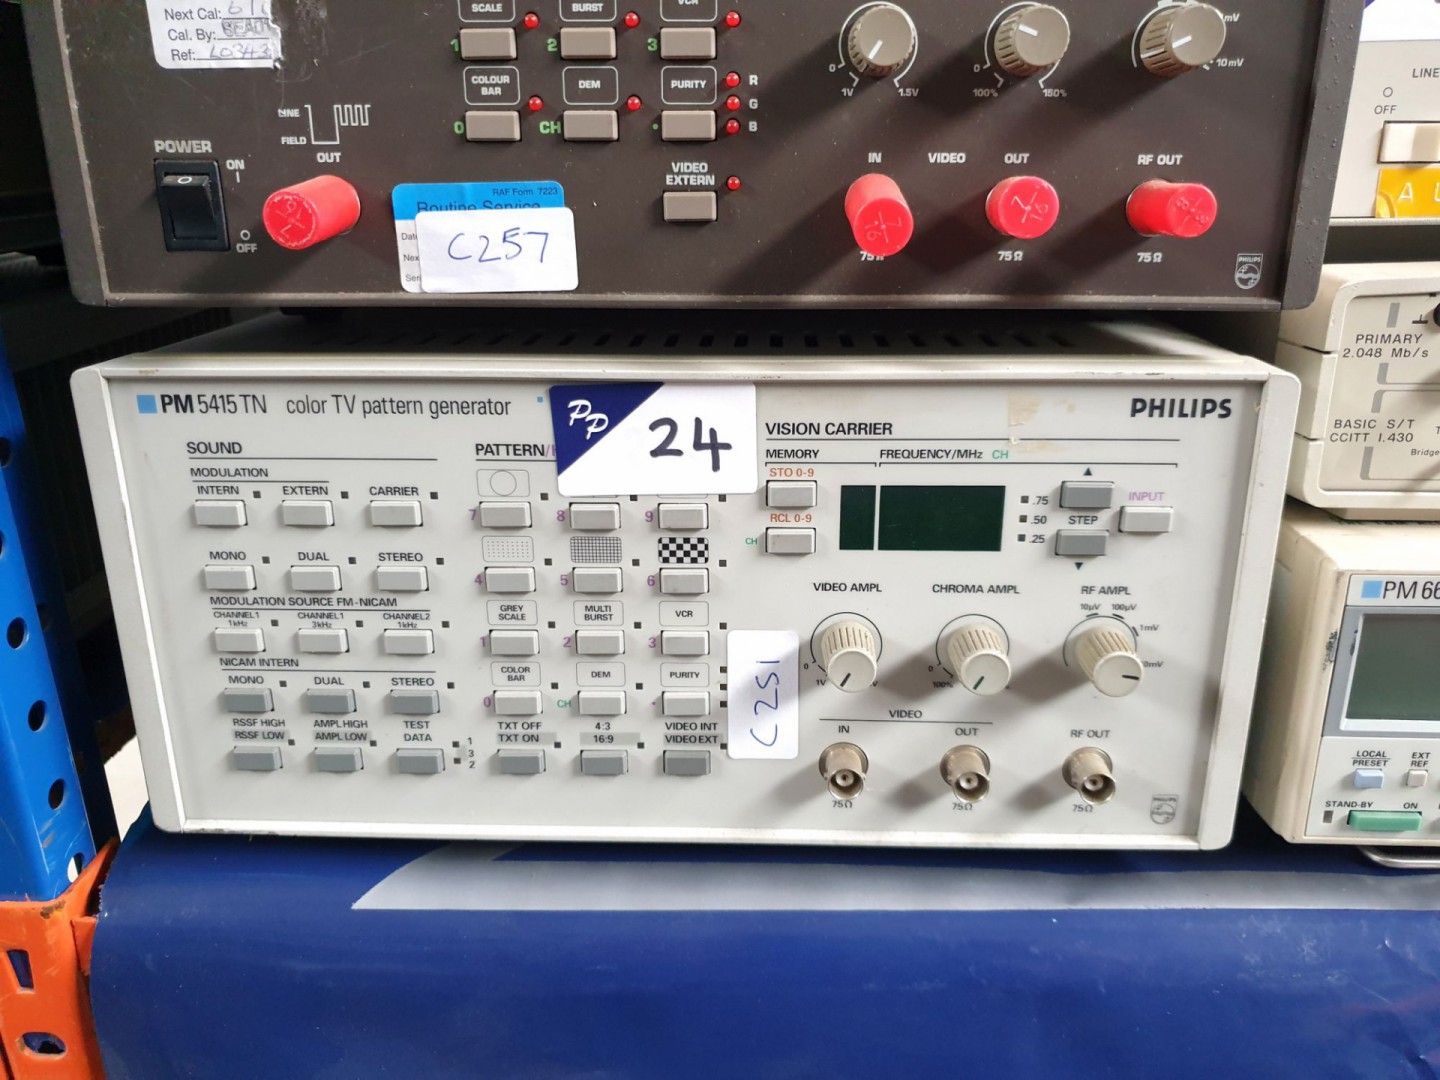 Next Cal:
Cal. By: READ
Ref: L0343
SCALE
BURST
VCR
1
2
3
COLOUR
BAR
DEM
PURITY
R
G
B
0
CH
LINE
FIELD
OUT
POWER
ON
I
O
OFF
VIDEO
EXTERN
0
1V
1.5V
100%
150%
mV
10mV
IN
VIDEO
OUT
RF OUT
75Ω
75Ω
75Ω
PHILIPS
RAF Form 7223
Routine Service
C257
LINE
OFF
PRIMARY
2.048 Mb/s
BASIC S/T
CCITT I.430
Bridge
PM 5415 TN color TV pattern generator
PP
24
PHILIPS
SOUND
MODULATION
INTERN
EXTERN
CARRIER
MONO
DUAL
STEREO
MODULATION SOURCE FM-NICAM
CHANNEL1
1kHz
CHANNEL1
3kHz
CHANNEL2
1kHz
NICAM INTERN
MONO
DUAL
STEREO
RSSF HIGH
RSSF LOW
AMPL HIGH
AMPL LOW
TEST
DATA
1
3
2
PATTERN/
7
8
9
4
5
6
GREY
SCALE
MULTI
BURST
VCR
1
2
3
COLOR
BAR
DEM
PURITY
0
CH
TXT OFF
TXT ON
4:3
16:9
VIDEO INT
VIDEO EXT
C251
VISION CARRIER
MEMORY
FREQUENCY/MHz CH
STO 0-9
RCL 0-9
CH
.75
.50
.25
STEP
INPUT
VIDEO AMPL
CHROMA AMPL
RF AMPL
0
1V
0
100%
10µV
100µV
1mV
VIDEO
IN
OUT
RF OUT
75Ω
75Ω
75Ω
PHILIPS
PM 66
LOCAL
PRESET
EXT
REF
STAND-BY
ON